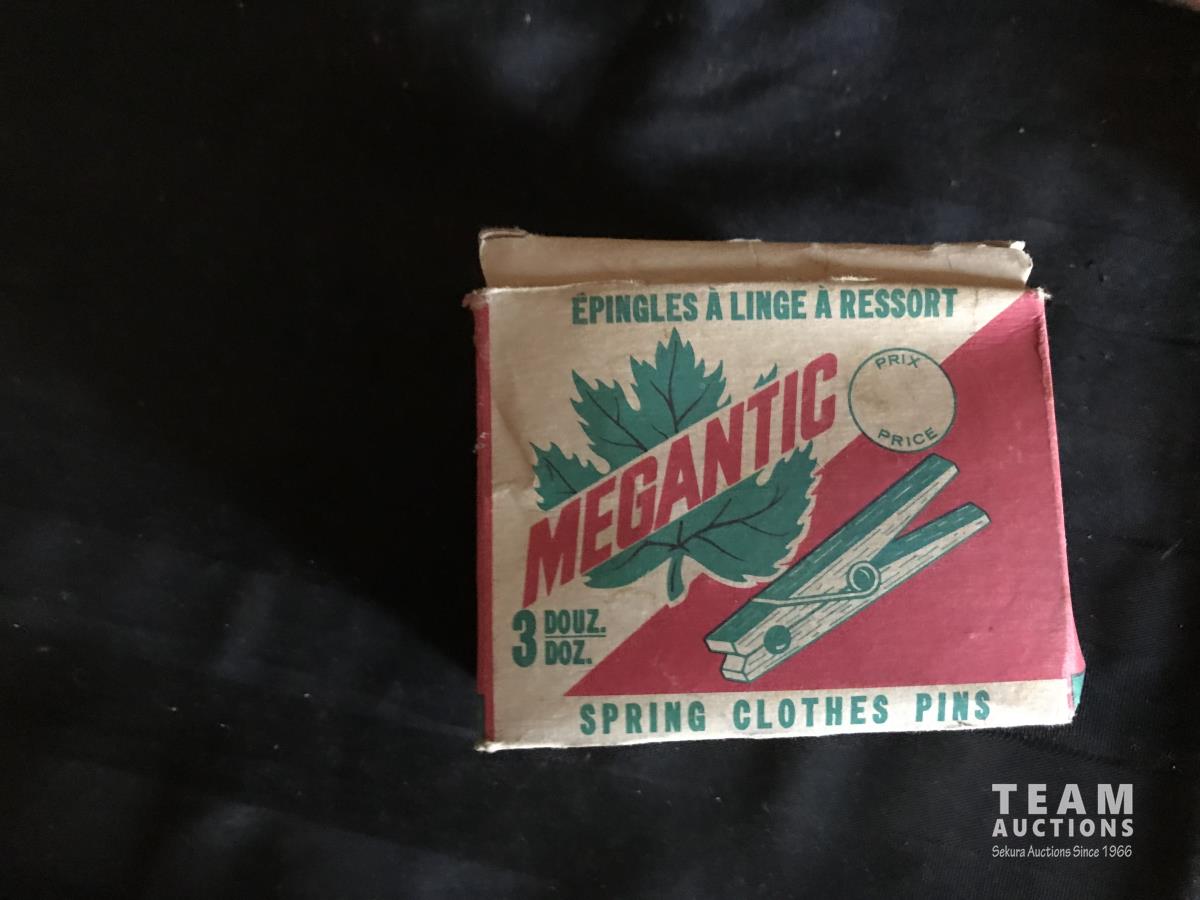 ÉPINGLES À LINGE À RESSORT
PRIX
PRICE
MEGANTIC
3 DOUZ.
DOZ.
SPRING CLOTHES PINS
TEAM
AUCTIONS
Sekura Auctions Since 1966